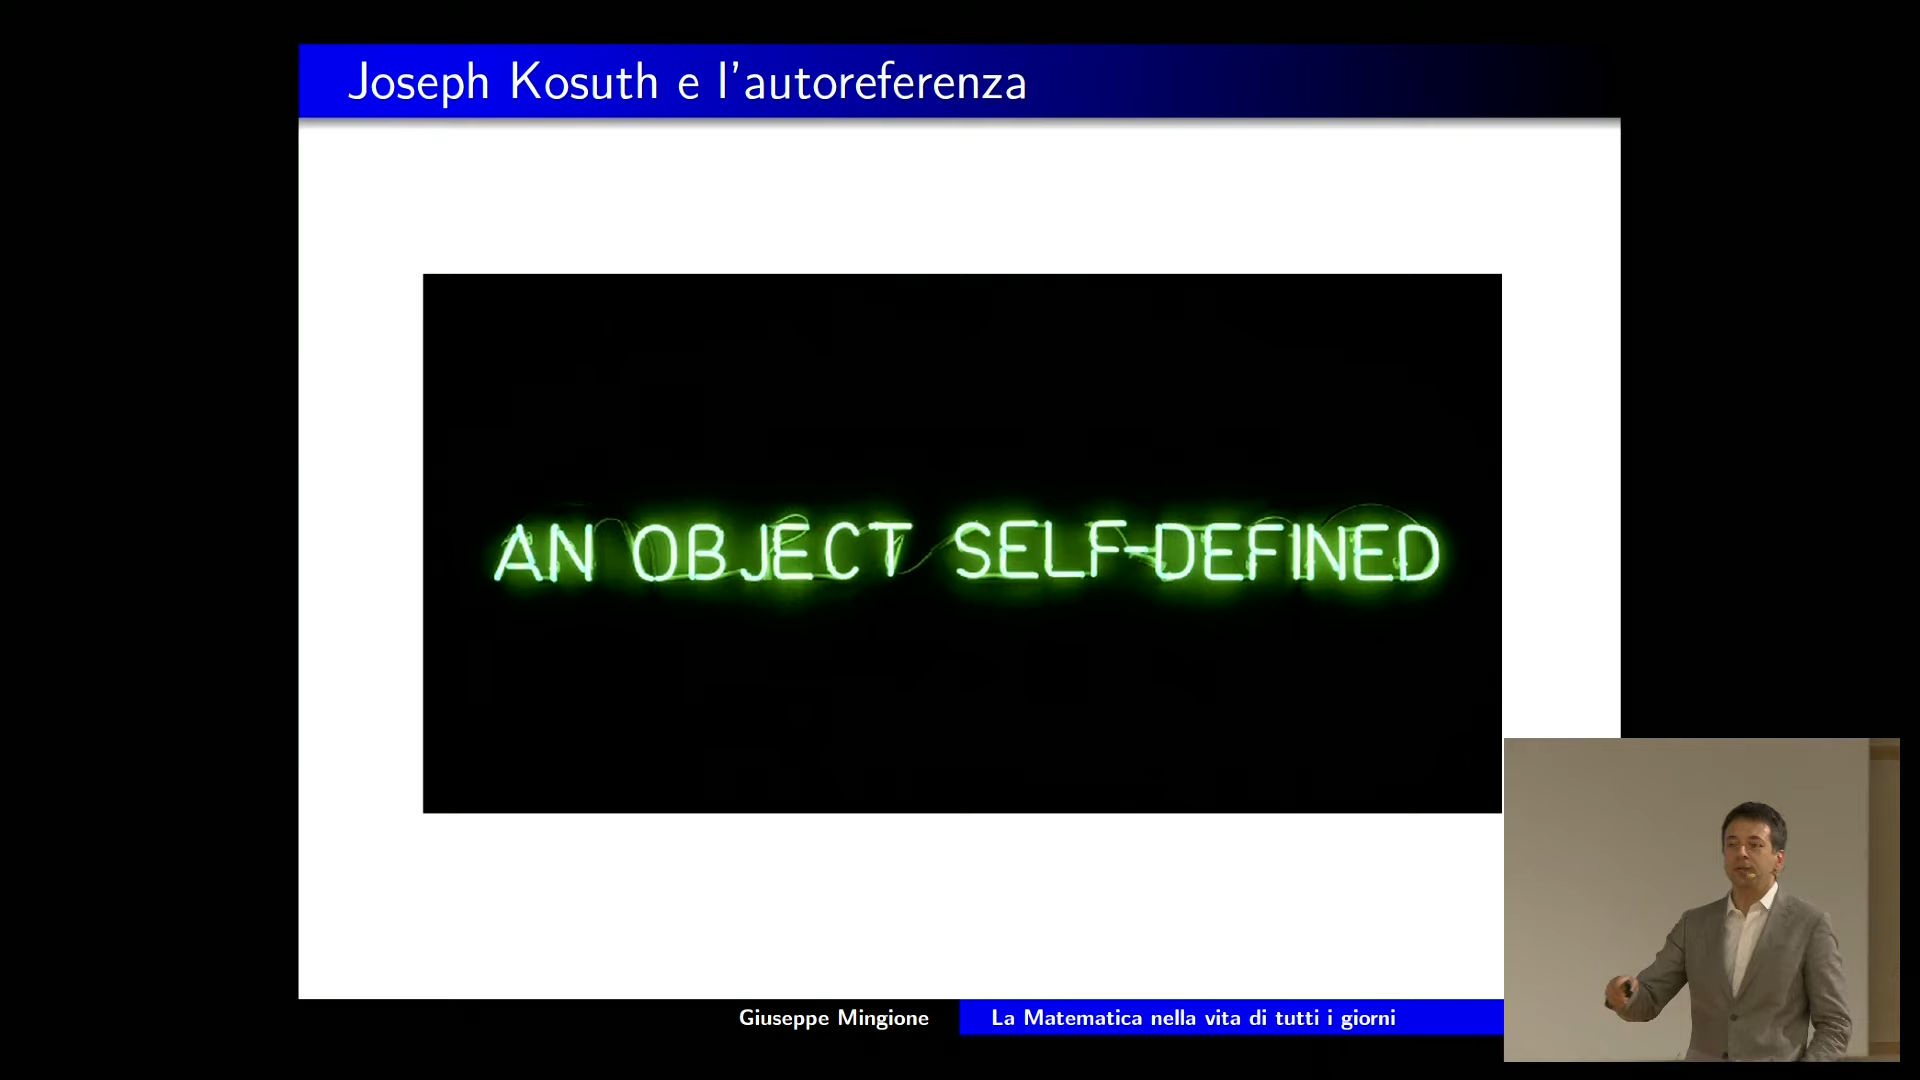 Joseph Kosuth e l'autoreferenza
AN OBJECT SELF-DEFINED
Giuseppe Mingione
La Matematica nella vita di tutti i giorni